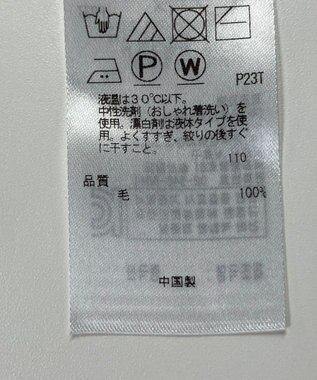 P W
P23T
液温は30℃以下。
中性洗剤（おしゃれ着洗い）を
使用。漂白剤は液体タイプを使
用。よくすすぎ、絞りの後すぐ
に干すこと。
110
品質
毛 100%
中国製